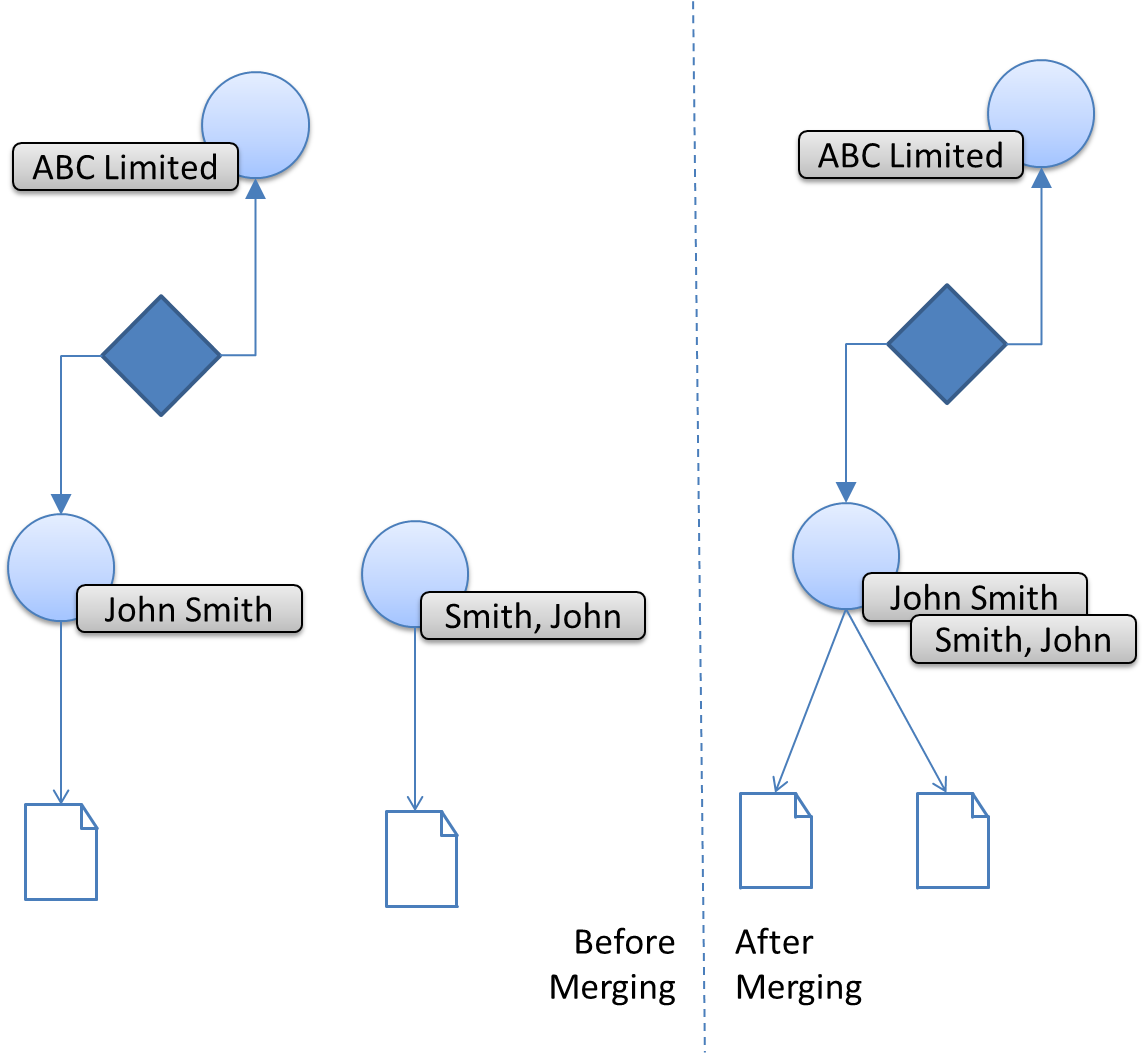 ABC Limited
John Smith
Smith, John
Before
Merging
ABC Limited
John Smith
Smith, John
After
Merging